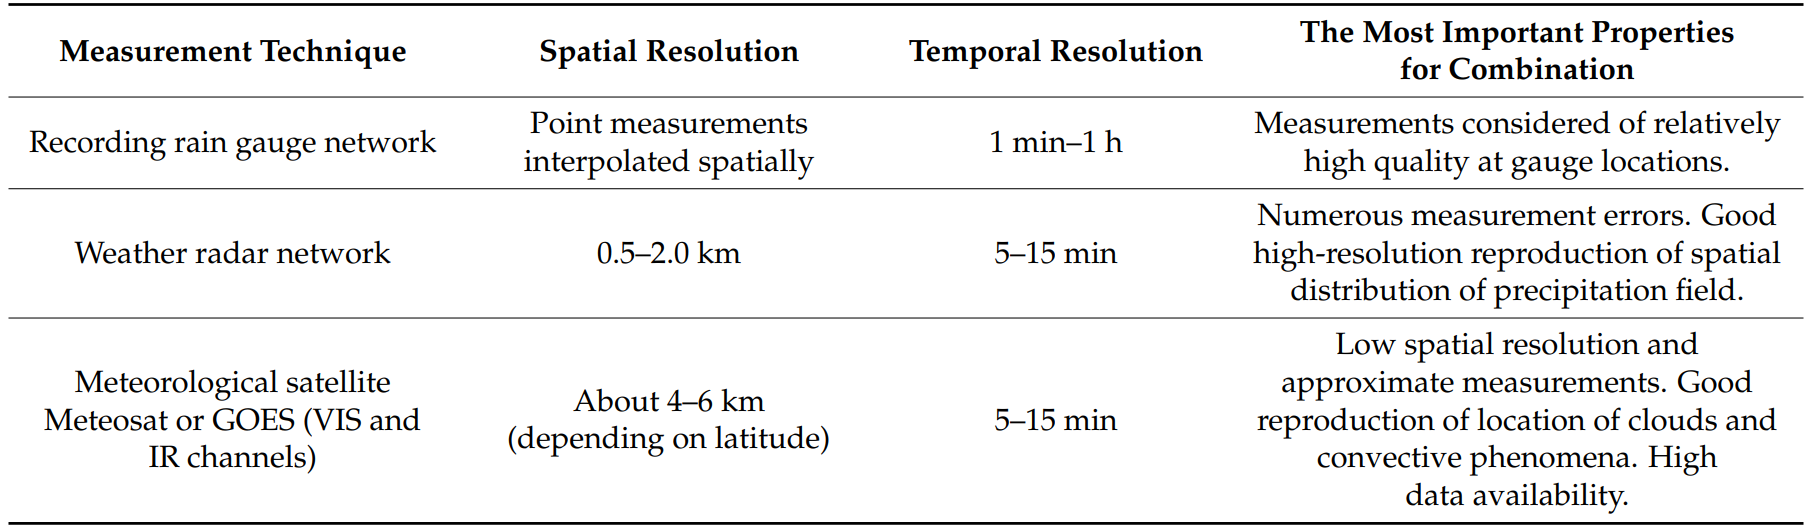 Measurement Technique
Spatial Resolution
Temporal Resolution
The Most Important Properties
for Combination
Recording rain gauge network
Point measurements
interpolated spatially
1 min–1 h
Measurements considered of relatively
high quality at gauge locations.
Weather radar network
0.5–2.0 km
5–15 min
Numerous measurement errors. Good
high-resolution reproduction of spatial
distribution of precipitation field.
Meteorological satellite
Meteosat or GOES (VIS and
IR channels)
About 4–6 km
(depending on latitude)
5–15 min
Low spatial resolution and
approximate measurements. Good
reproduction of location of clouds and
convective phenomena. High
data availability.